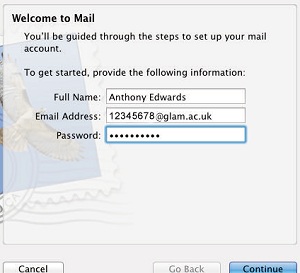 Welcome to Mail
You'll be guided through the steps to set up your mail
account.
To get started, provide the following information:
Full Name: Anthony Edwards
Email Address: 12345678@glam.ac.uk
Password: ••••••••••
Cancel Go Back Continue